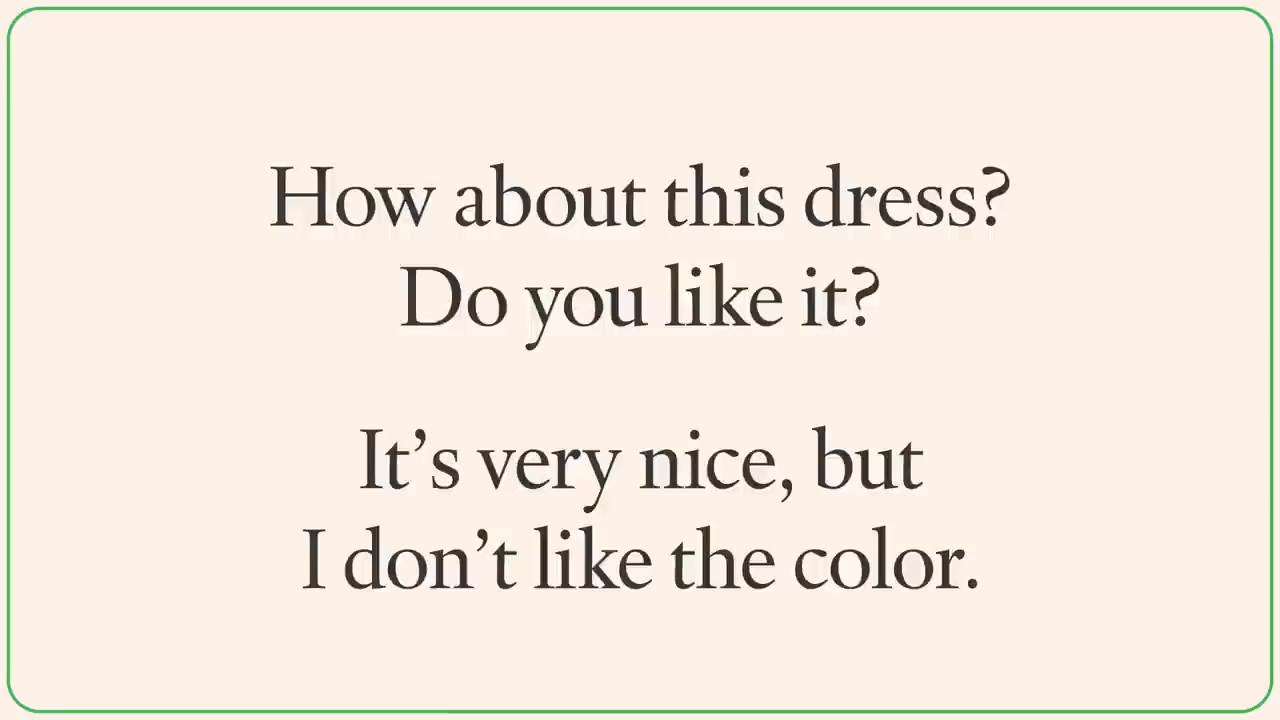 How about this dress?
Do you like it?
It’s very nice, but
I don’t like the color.